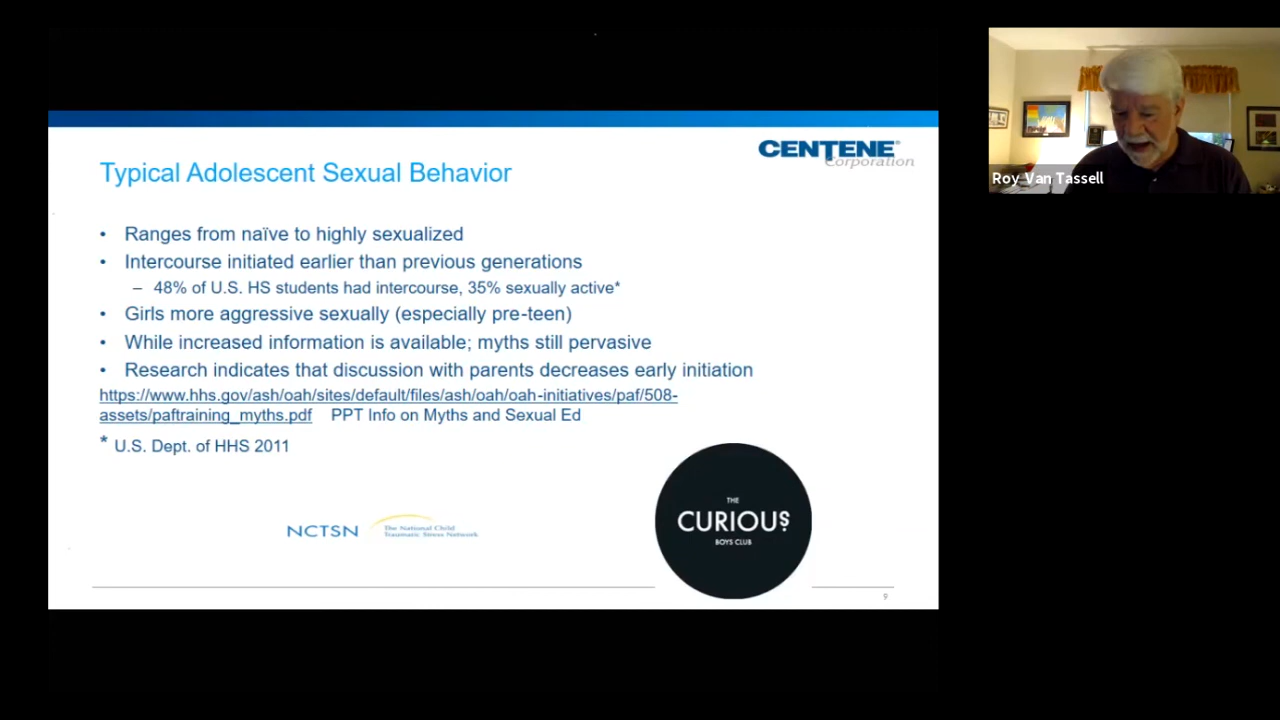 CENTENE®
Corporation
Roy Van Tassell
Typical Adolescent Sexual Behavior
• Ranges from naïve to highly sexualized
• Intercourse initiated earlier than previous generations
– 48% of U.S. HS students had intercourse, 35% sexually active*
• Girls more aggressive sexually (especially pre-teen)
• While increased information is available; myths still pervasive
• Research indicates that discussion with parents decreases early initiation
https://www.hhs.gov/ash/oah/sites/default/files/ash/oah/oah-initiatives/paf/508-
assets/paftraining_myths.pdf PPT Info on Myths and Sexual Ed
* U.S. Dept. of HHS 2011
NCTSN
The National Child
Traumatic Stress Network
THE
CURIOUS
BOYS CLUB
9